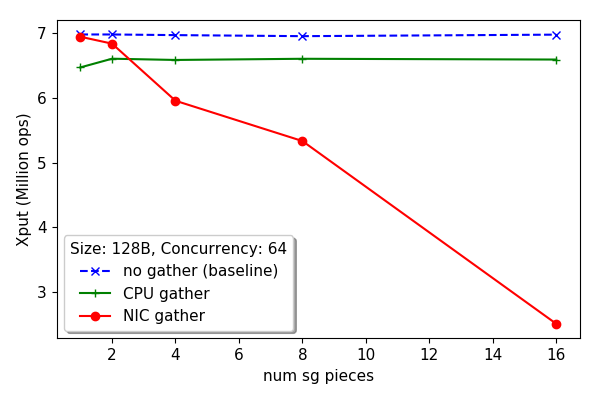 7
6
5
4
3
Xput (Million ops)
Size: 128B, Concurrency: 64
no gather (baseline)
CPU gather
NIC gather
2 4 6 8 10 12 14 16
num sg pieces